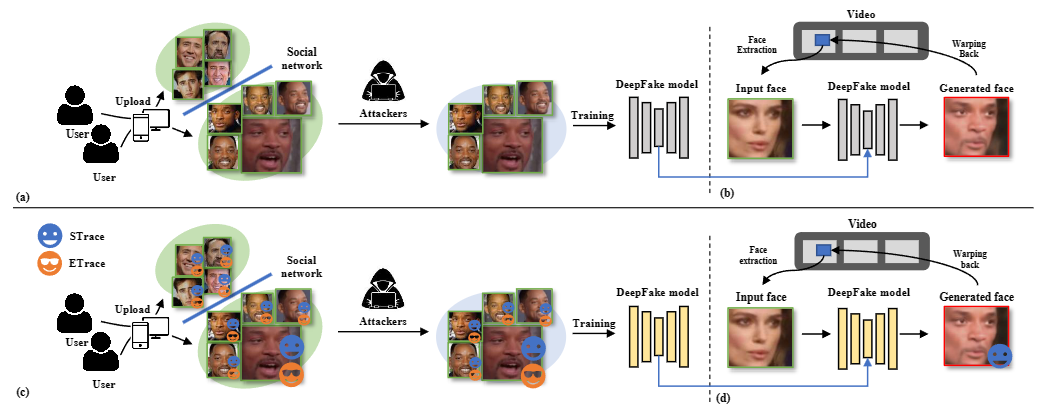 Video
Face
Extraction
Warping
Back
Social
network
DeepFake model
Input face
DeepFake model
Generated face
Upload
User
User
Attackers
Training
(a)
(b)
STrace
ETrace
Video
Face
extraction
Warping
back
Social
network
DeepFake model
Input face
DeepFake model
Generated face
Upload
User
User
Attackers
Training
(c)
(d)